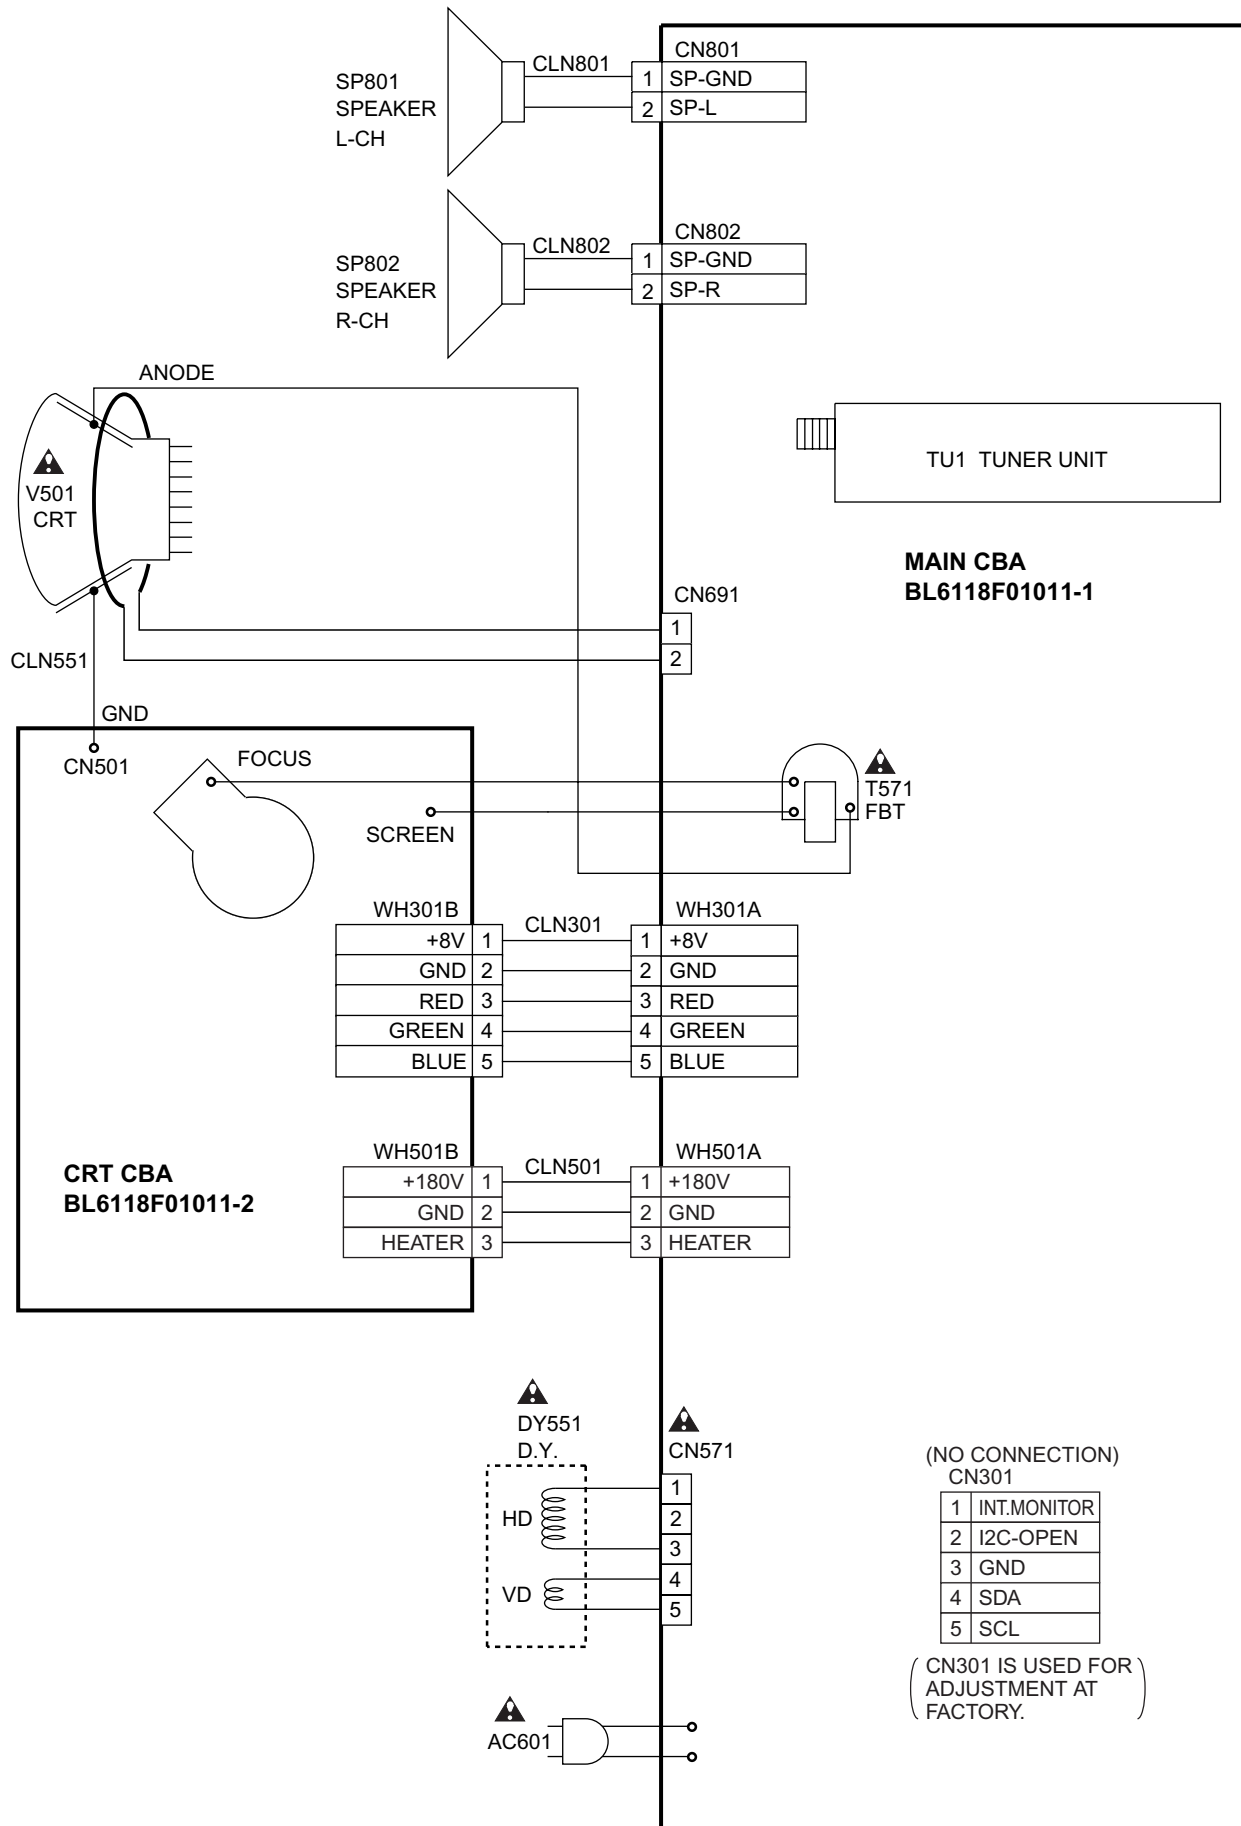 SP801
SPEAKER
L-CH
CLN801
CN801
1 SP-GND
2 SP-L
SP802
SPEAKER
R-CH
CLN802
CN802
1 SP-GND
2 SP-R
ANODE
V501
CRT
TU1 TUNER UNIT
MAIN CBA
BL6118F01011-1
CN691
1
2
CLN551
GND
CN501
FOCUS
SCREEN
T571
FBT
WH301B
+8V 1
GND 2
RED 3
GREEN 4
BLUE 5
CLN301
WH301A
1 +8V
2 GND
3 RED
4 GREEN
5 BLUE
CRT CBA
BL6118F01011-2
WH501B
+180V 1
GND 2
HEATER 3
CLN501
WH501A
1 +180V
2 GND
3 HEATER
DY551
D.Y.
HD
VD
CN571
1
2
3
4
5
(NO CONNECTION)
CN301
1 INT.MONITOR
2 I2C-OPEN
3 GND
4 SDA
5 SCL
CN301 IS USED FOR
ADJUSTMENT AT
FACTORY.
AC601